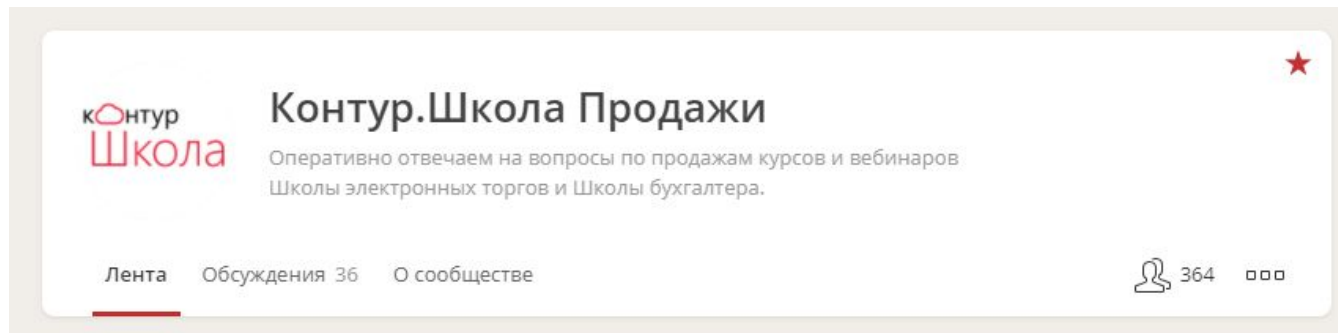 контур
Школа
Контур.Школа Продажи
Оперативно отвечаем на вопросы по продажам курсов и вебинаров
Школы электронных торгов и Школы бухгалтера.
Лента Обсуждения 36 О сообществе 364